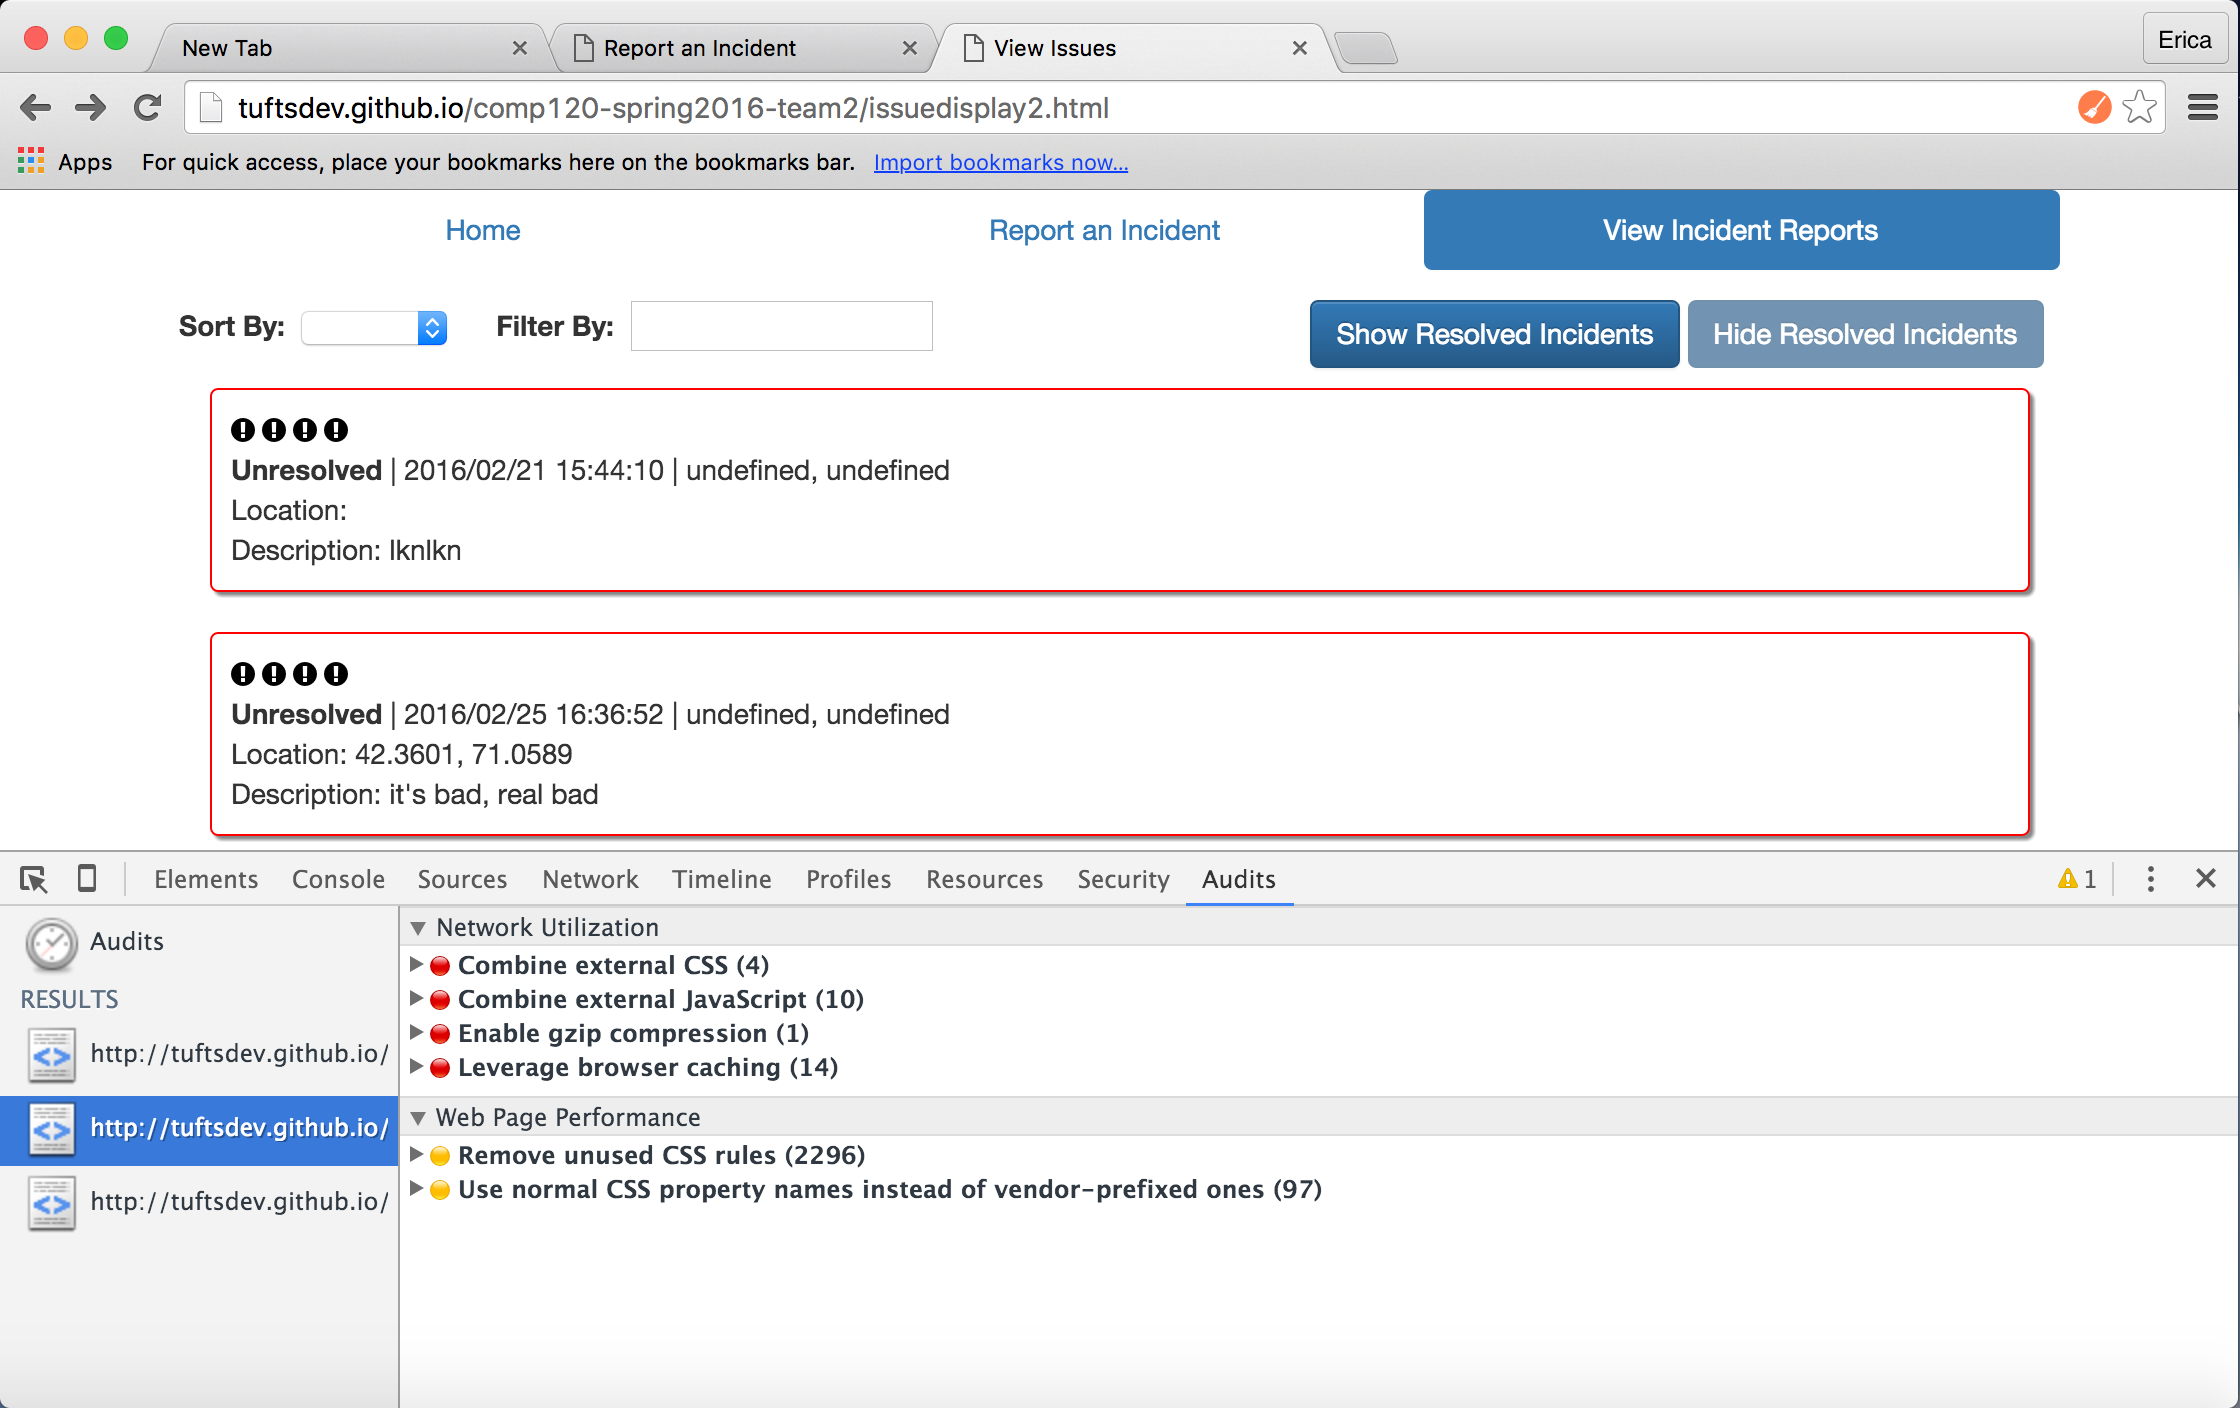 New Tab
Report an Incident
View Issues
Erica
tuftsdev.github.io/comp120-spring2016-team2/issuedisplay2.html
Apps For quick access, place your bookmarks here on the bookmarks bar. Import bookmarks now...
Home Report an Incident View Incident Reports
Sort By: Filter By: Show Resolved Incidents Hide Resolved Incidents
Unresolved | 2016/02/21 15:44:10 | undefined, undefined
Location:
Description: lknlkn
Unresolved | 2016/02/25 16:36:52 | undefined, undefined
Location: 42.3601, 71.0589
Description: it's bad, real bad
Elements Console Sources Network Timeline Profiles Resources Security Audits 1
Audits
RESULTS
http://tuftsdev.github.io/
http://tuftsdev.github.io/
http://tuftsdev.github.io/
Network Utilization
Combine external CSS (4)
Combine external JavaScript (10)
Enable gzip compression (1)
Leverage browser caching (14)
Web Page Performance
Remove unused CSS rules (2296)
Use normal CSS property names instead of vendor-prefixed ones (97)